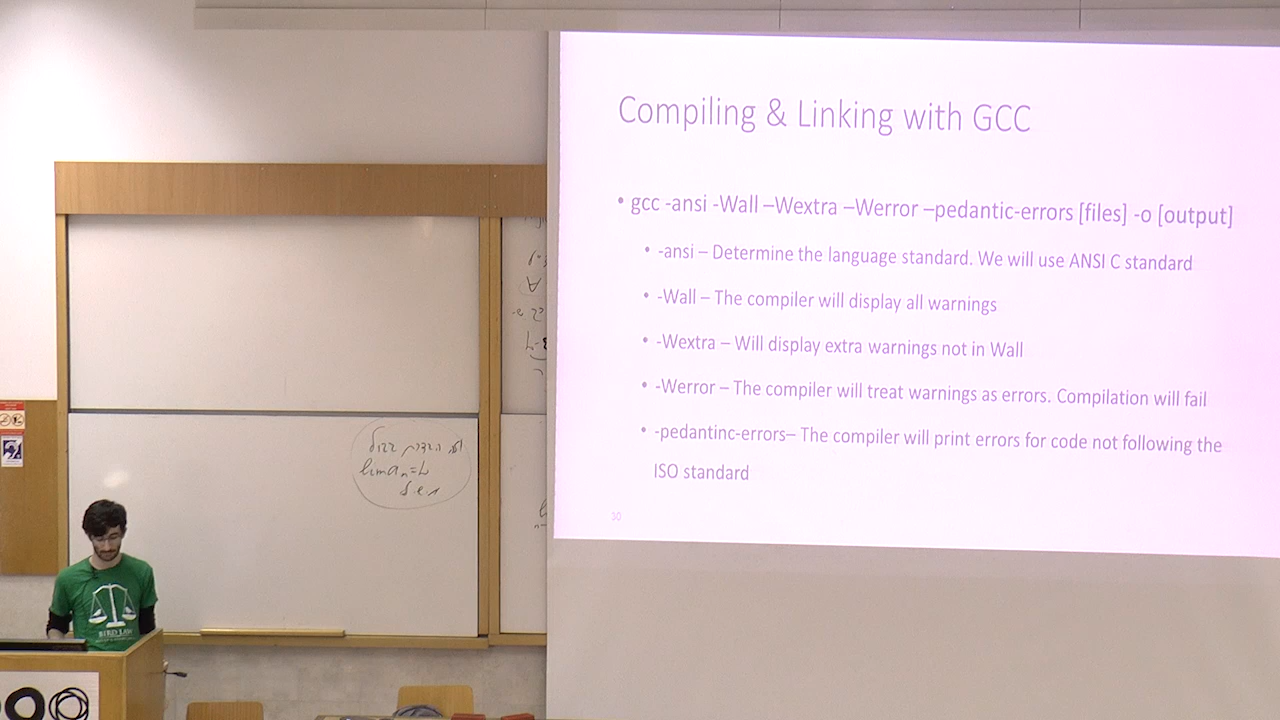 Compiling & Linking with GCC
• gcc -ansi -Wall –Wextra –Werror –pedantic-errors [files] -o [output]
• -ansi – Determine the language standard. We will use ANSI C standard
• -Wall – The compiler will display all warnings
• -Wextra – Will display extra warnings not in Wall
• -Werror – The compiler will treat warnings as errors. Compilation will fail
• -pedantinc-errors– The compiler will print errors for code not following the
ISO standard
30
BIRD LAW